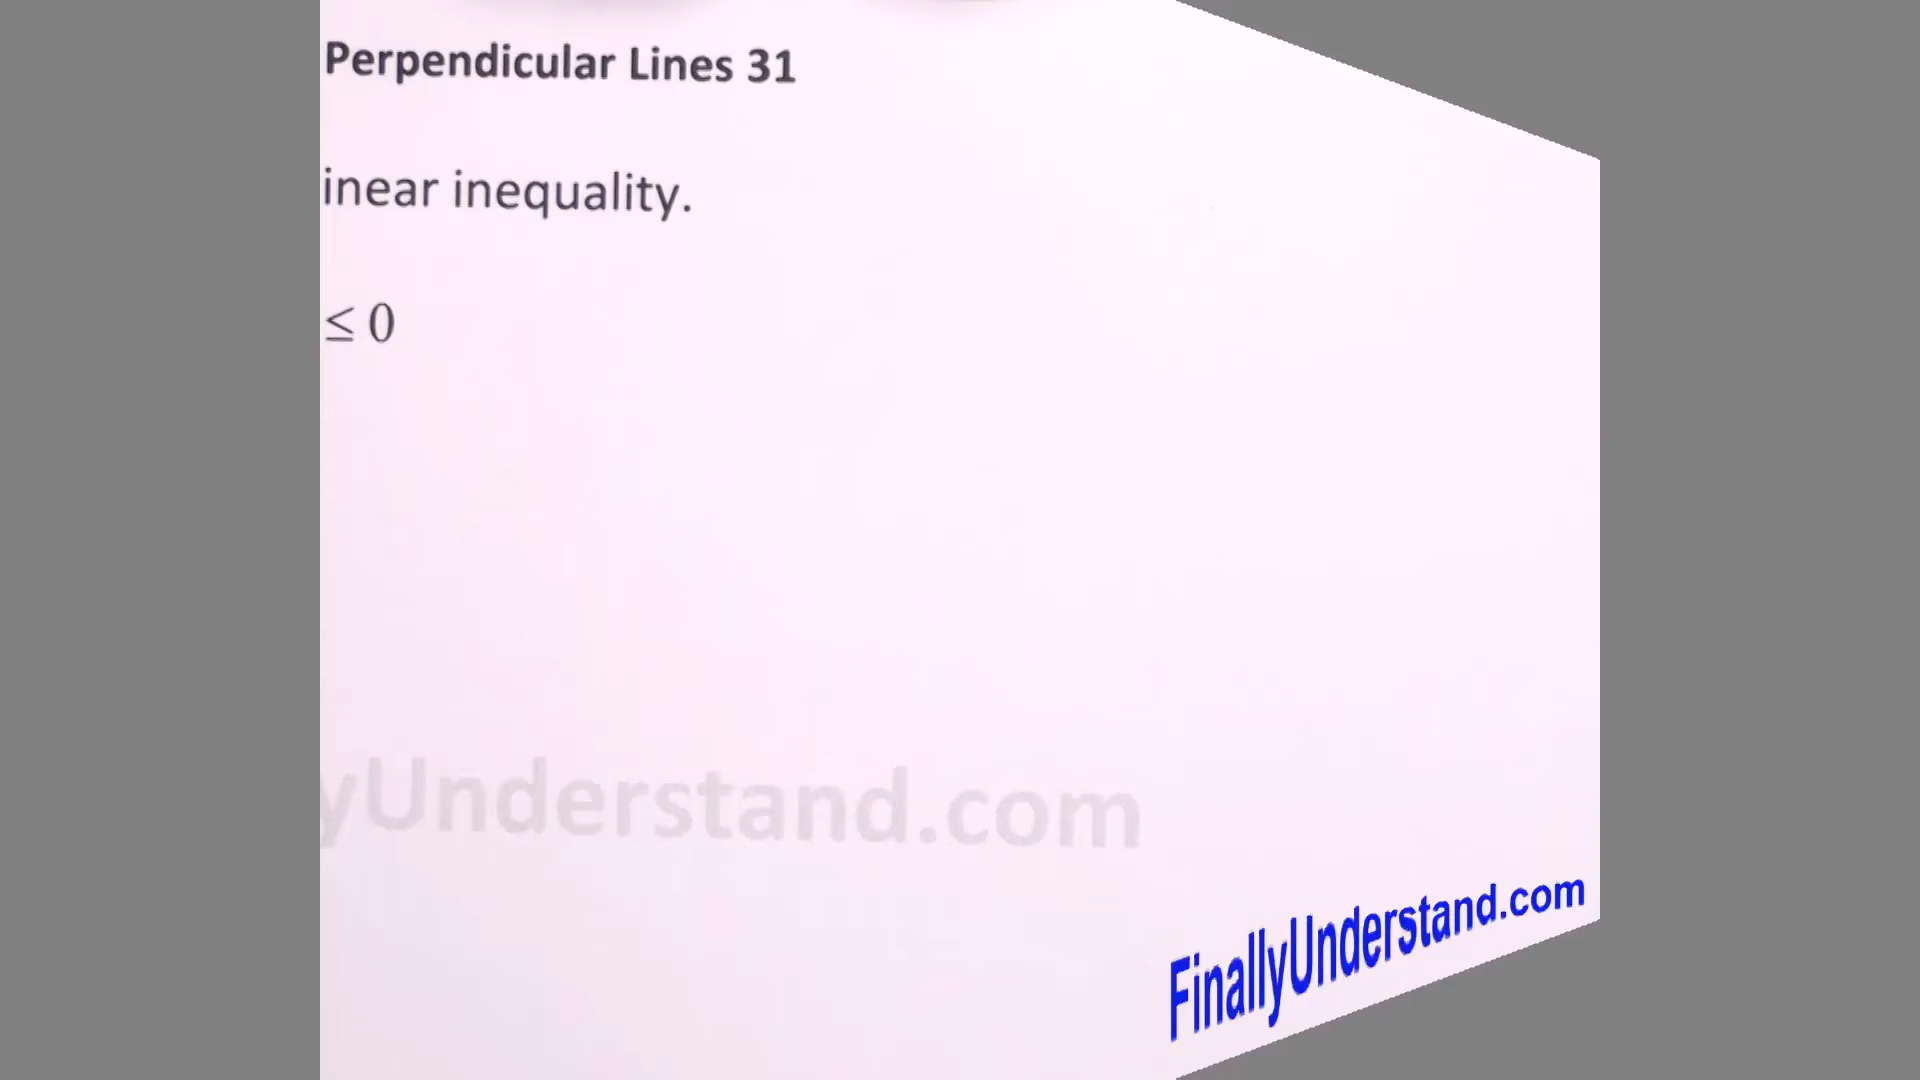 Perpendicular Lines 31
inear inequality.
≤ 0
yUnderstand.com
FinallyUnderstand.com